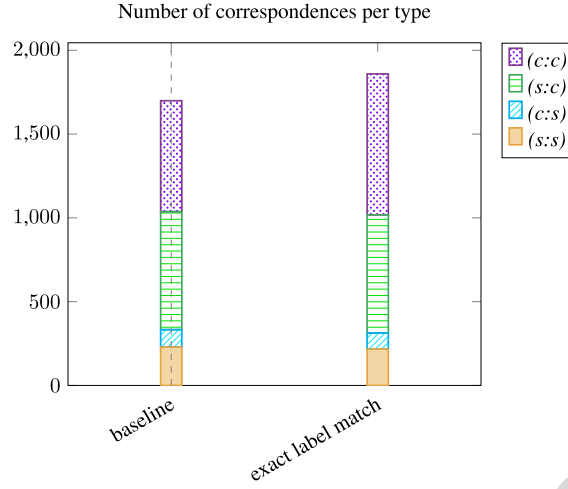 Number of correspondences per type
2,000
1,500
1,000
500
0
baseline
exact label match
(c:c)
(s:c)
(c:s)
(s:s)